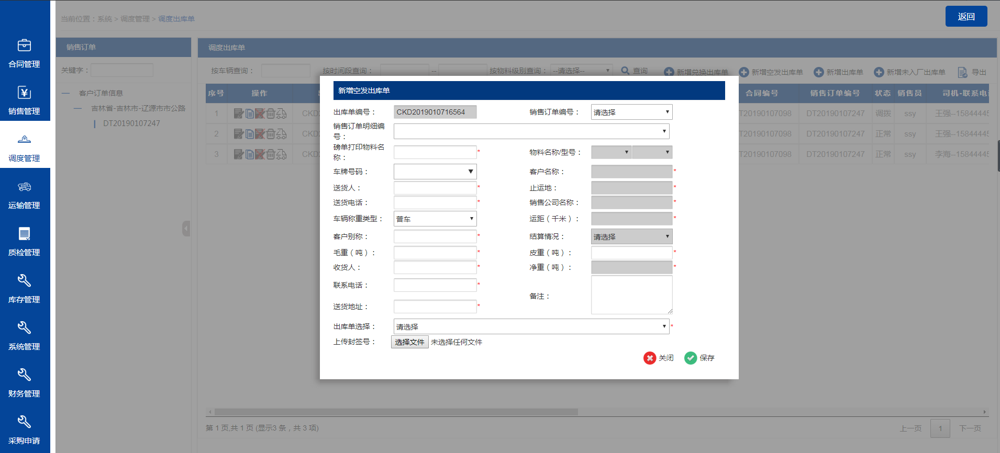 当前位置：系统 > 调度管理 > 调度出库单
返回
合同管理
销售管理
调度管理
运输管理
质检管理
库存管理
系统管理
财务管理
采购申请
销售订单
关键字：
客户订单信息
吉林省-吉林市-辽源市市公路
DT20190107247
调度出库单
按车辆查询： 按时间段查询： -- 按物料级别查询： --请选择-- 查询 新增兑换出库单 新增空发出库单 新增出库单 新增未入厂出库单 导出
序号 操作 合同编号 销售订单编号 状态 销售员 司机-联系电
1 CKD T20190107098 DT20190107247 调拨 ssy 王强--15844445
2 CKD T20190107098 DT20190107247 正常 ssy 王强--15844445
3 CKD T20190107098 DT20190107247 正常 ssy 李海--15844445
新增空发出库单
出库单编号： CKD2019010716564 销售订单编号： 请选择
销售订单明细编
号：
磅单打印物料名
称： * 物料名称/型号：
车牌号码： 客户名称： *
送货人： * 止运地： *
送货电话： * 销售公司名称： *
车辆称重类型： 普车 运距（千米）： *
客户别称： * 结算情况： 请选择
毛重（吨）： * 皮重（吨）： *
收货人： * 净重（吨）： *
联系电话： *
备注：
送货地址： *
出库单选择： 请选择 *
上传封签号： 选择文件 未选择任何文件
关闭 保存
第 1 页,共 1 页 (显示3 条，共 3 项)
上一页 1 下一页